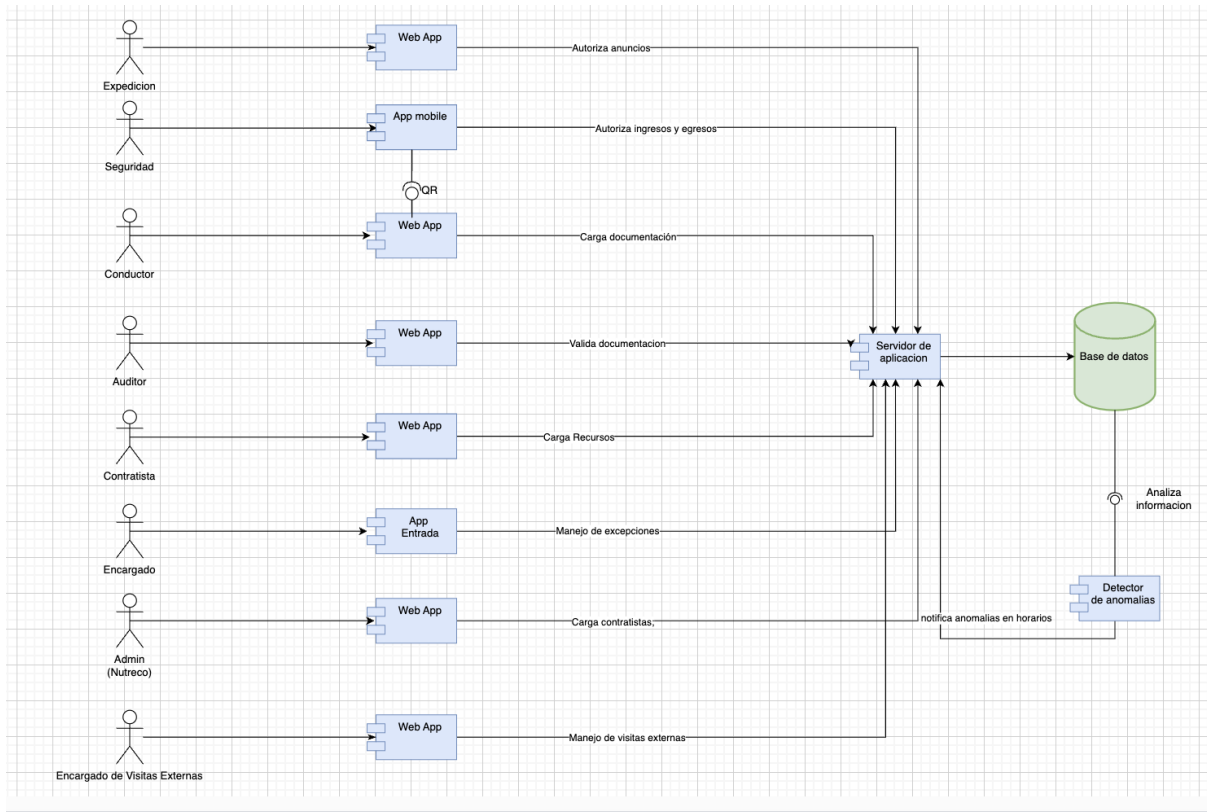 Web App
Autoriza anuncios
Expedicion
App mobile
Autoriza ingresos y egresos
Seguridad
QR
Web App
Carga documentación
Conductor
Web App
Valida documentacion
Servidor de
aplicacion
Base de datos
Auditor
Web App
Carga Recursos
Contratista
Analiza
informacion
App
Entrada
Manejo de excepciones
Encargado
Detector
de anomalias
Web App
Carga contratistas,
notifica anomalias en horarios
Admin
(Nutreco)
Web App
Manejo de visitas externas
Encargado de Visitas Externas